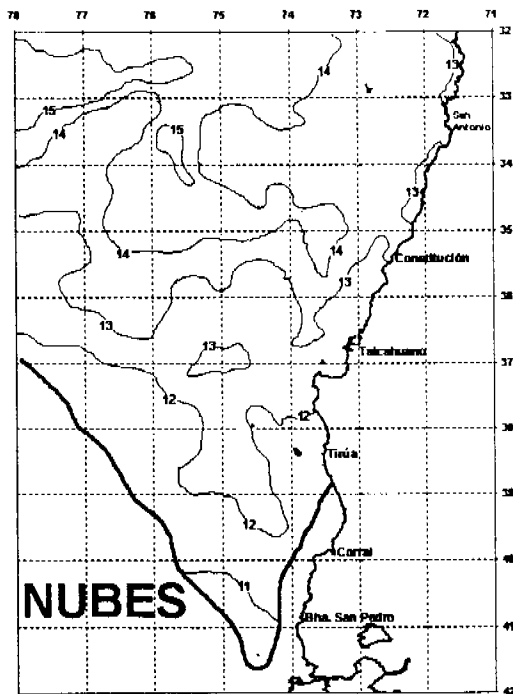 78 77 76 75 74 73 72 71
32
13
14
33
15
San
Antonio
14
15
34
13
35
14
14
Constitución
13
36
13
Talcahuano
13
37
12
12
38
Tirúa
39
12
40
Corral
11
NUBES
41
Bha. San Pedro
42